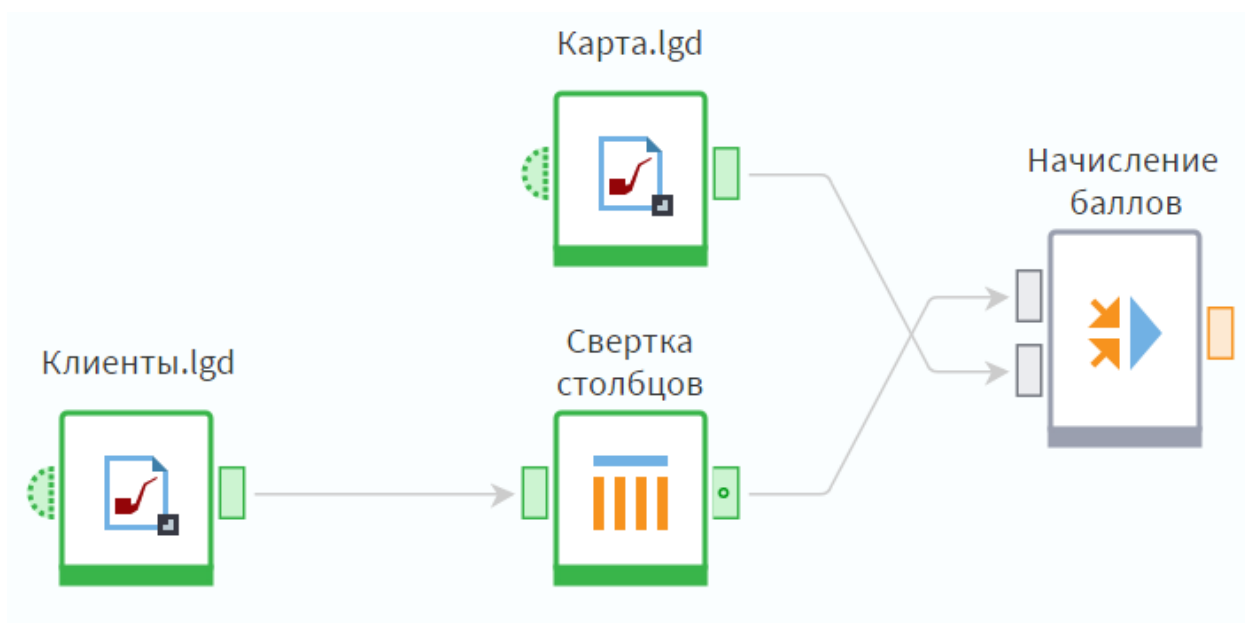 Карта.lgd
Начисление
баллов
Свертка
столбцов
Клиенты.lgd